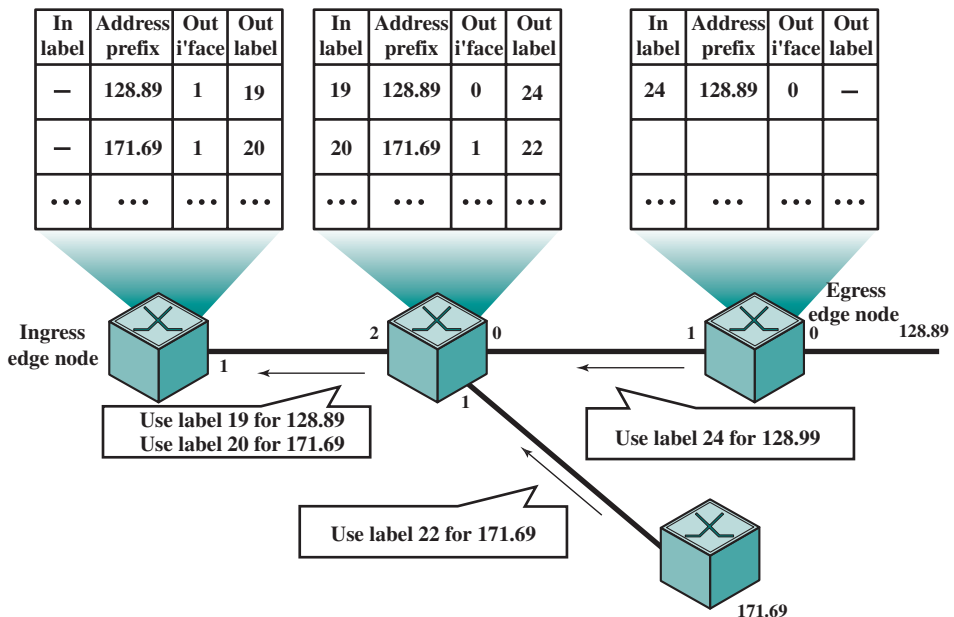 In label Address prefix Out i'face Out label
— 128.89 1 19
— 171.69 1 20
••• ••• ••• •••
In label Address prefix Out i'face Out label
19 128.89 0 24
20 171.69 1 22
••• ••• ••• •••
In label Address prefix Out i'face Out label
24 128.89 0 —
••• ••• ••• •••
Ingress
edge node
1
2
0
1
1
Egress
edge node
0
128.89
Use label 19 for 128.89
Use label 20 for 171.69
Use label 24 for 128.99
Use label 22 for 171.69
171.69